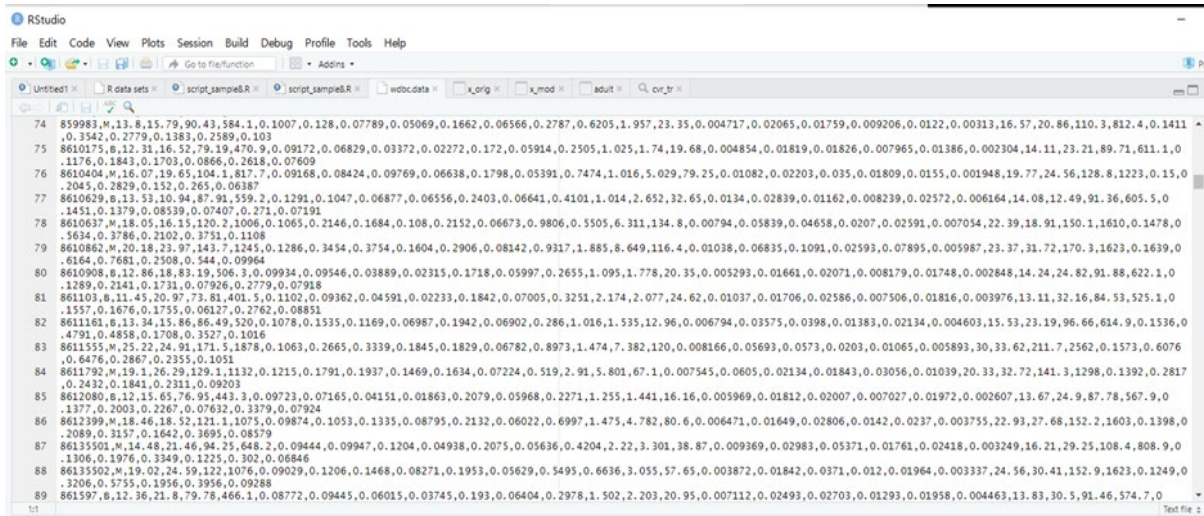 RStudio
File Edit Code View Plots Session Build Debug Profile Tools Help
Go to file/function Addins
Untitled1 R data sets script_sample8.R script_sample8.R wdbc.data x_orig x_mod adult cvr_tr
74 859983,M,13.8,15.79,90.43,584.1,0.1007,0.128,0.07789,0.05069,0.1662,0.06566,0.2787,0.6205,1.957,23.35,0.004717,0.02065,0.01759,0.009206,0.0122,0.00313,16.57,20.86,110.3,812.4,0.1411
,0.3542,0.2779,0.1383,0.2589,0.103
75 8610175,B,12.31,16.52,79.19,470.9,0.09172,0.06829,0.03372,0.02272,0.172,0.05914,0.2505,1.025,1.74,19.68,0.004854,0.01819,0.01826,0.007965,0.01386,0.002304,14.11,23.21,89.71,611.1,0
.1176,0.1843,0.1703,0.0866,0.2618,0.07609
76 8610404,M,16.07,19.65,104.1,817.7,0.09168,0.08424,0.09769,0.06638,0.1798,0.05391,0.7474,1.016,5.029,79.25,0.01082,0.02203,0.035,0.01809,0.0155,0.001948,19.77,24.56,128.8,1223,0.15,0
.2045,0.2829,0.152,0.265,0.06387
77 8610629,B,13.53,10.94,87.91,559.2,0.1291,0.1047,0.06877,0.06556,0.2403,0.06641,0.4101,1.014,2.652,32.65,0.0134,0.02839,0.01162,0.008239,0.02572,0.006164,14.08,12.49,91.36,605.5,0
.1451,0.1379,0.08539,0.07407,0.271,0.07191
78 8610637,M,18.05,16.15,120.2,1006,0.1065,0.2146,0.1684,0.108,0.2152,0.06673,0.9806,0.5505,6.311,134.8,0.00794,0.05839,0.04658,0.0207,0.02591,0.007054,22.39,18.91,150.1,1610,0.1478,0
.5634,0.3786,0.2102,0.3751,0.1108
79 8610862,M,20.18,23.97,143.7,1245,0.1286,0.3454,0.3754,0.1604,0.2906,0.08142,0.9317,1.885,8.649,116.4,0.01038,0.06835,0.1091,0.02593,0.07895,0.005987,23.37,31.72,170.3,1623,0.1639,0
.6164,0.7681,0.2508,0.544,0.09964
80 8610908,B,12.86,18,83.19,506.3,0.09934,0.09546,0.03889,0.02315,0.1718,0.05997,0.2655,1.095,1.778,20.35,0.005293,0.01661,0.02071,0.008179,0.01748,0.002848,14.24,24.82,91.88,622.1,0
.1289,0.2141,0.1731,0.07926,0.2779,0.07918
81 861103,B,11.45,20.97,73.81,401.5,0.1102,0.09362,0.04591,0.02233,0.1842,0.07005,0.3251,2.174,2.077,24.62,0.01037,0.01706,0.02586,0.007506,0.01816,0.003976,13.11,32.16,84.53,525.1,0
.1557,0.1676,0.1755,0.06127,0.2762,0.08851
82 8611161,B,13.34,15.86,86.49,520,0.1078,0.1535,0.1169,0.06987,0.1942,0.06902,0.286,1.016,1.535,12.96,0.006794,0.03575,0.0398,0.01383,0.02134,0.004603,15.53,23.19,96.66,614.9,0.1536,0
.4791,0.4858,0.1708,0.3527,0.1016
83 8611555,M,25.22,24.91,171.5,1878,0.1063,0.2665,0.3339,0.1845,0.1829,0.06782,0.8973,1.474,7.382,120,0.008166,0.05693,0.0573,0.0203,0.01065,0.005893,30,33.62,211.7,2562,0.1573,0.6076
,0.6476,0.2867,0.2355,0.1051
84 8611792,M,19.1,26.29,129.1,1132,0.1215,0.1791,0.1937,0.1469,0.1634,0.07224,0.519,2.91,5.801,67.1,0.007545,0.0605,0.02134,0.01843,0.03056,0.01039,20.33,32.72,141.3,1298,0.1392,0.2817
,0.2432,0.1841,0.2311,0.09203
85 8612080,B,12,15.65,76.95,443.3,0.09723,0.07165,0.04151,0.01863,0.2079,0.05968,0.2271,1.255,1.441,16.16,0.005969,0.01812,0.02007,0.007027,0.01972,0.002607,13.67,24.9,87.78,567.9,0
.1377,0.2003,0.2267,0.07632,0.3379,0.07924
86 8612399,M,18.46,18.52,121.1,1075,0.09874,0.1053,0.1335,0.08795,0.2132,0.06022,0.6997,1.475,4.782,80.6,0.006471,0.01649,0.02806,0.0142,0.0237,0.003755,22.93,27.68,152.2,1603,0.1398,0
.2089,0.3157,0.1642,0.3695,0.08579
87 86135501,M,14.48,21.46,94.25,648.2,0.09444,0.09947,0.1204,0.04938,0.2075,0.05636,0.4204,2.22,3.301,38.87,0.009369,0.02983,0.05371,0.01761,0.02418,0.003249,16.21,29.25,108.4,808.9,0
.1306,0.1976,0.3349,0.1225,0.302,0.06846
88 86135502,M,19.02,24.59,122,1076,0.09029,0.1206,0.1468,0.08271,0.1953,0.05629,0.5495,0.6636,3.055,57.65,0.003872,0.01842,0.0371,0.012,0.01964,0.003337,24.56,30.41,152.9,1623,0.1249,0
.3206,0.5755,0.1956,0.3956,0.09288
89 861597,B,12.36,21.8,79.78,466.1,0.08772,0.09445,0.06015,0.03745,0.193,0.06404,0.2978,1.502,2.203,20.95,0.007112,0.02493,0.02703,0.01293,0.01958,0.004463,13.83,30.5,91.46,574.7,0
1:1 Text file